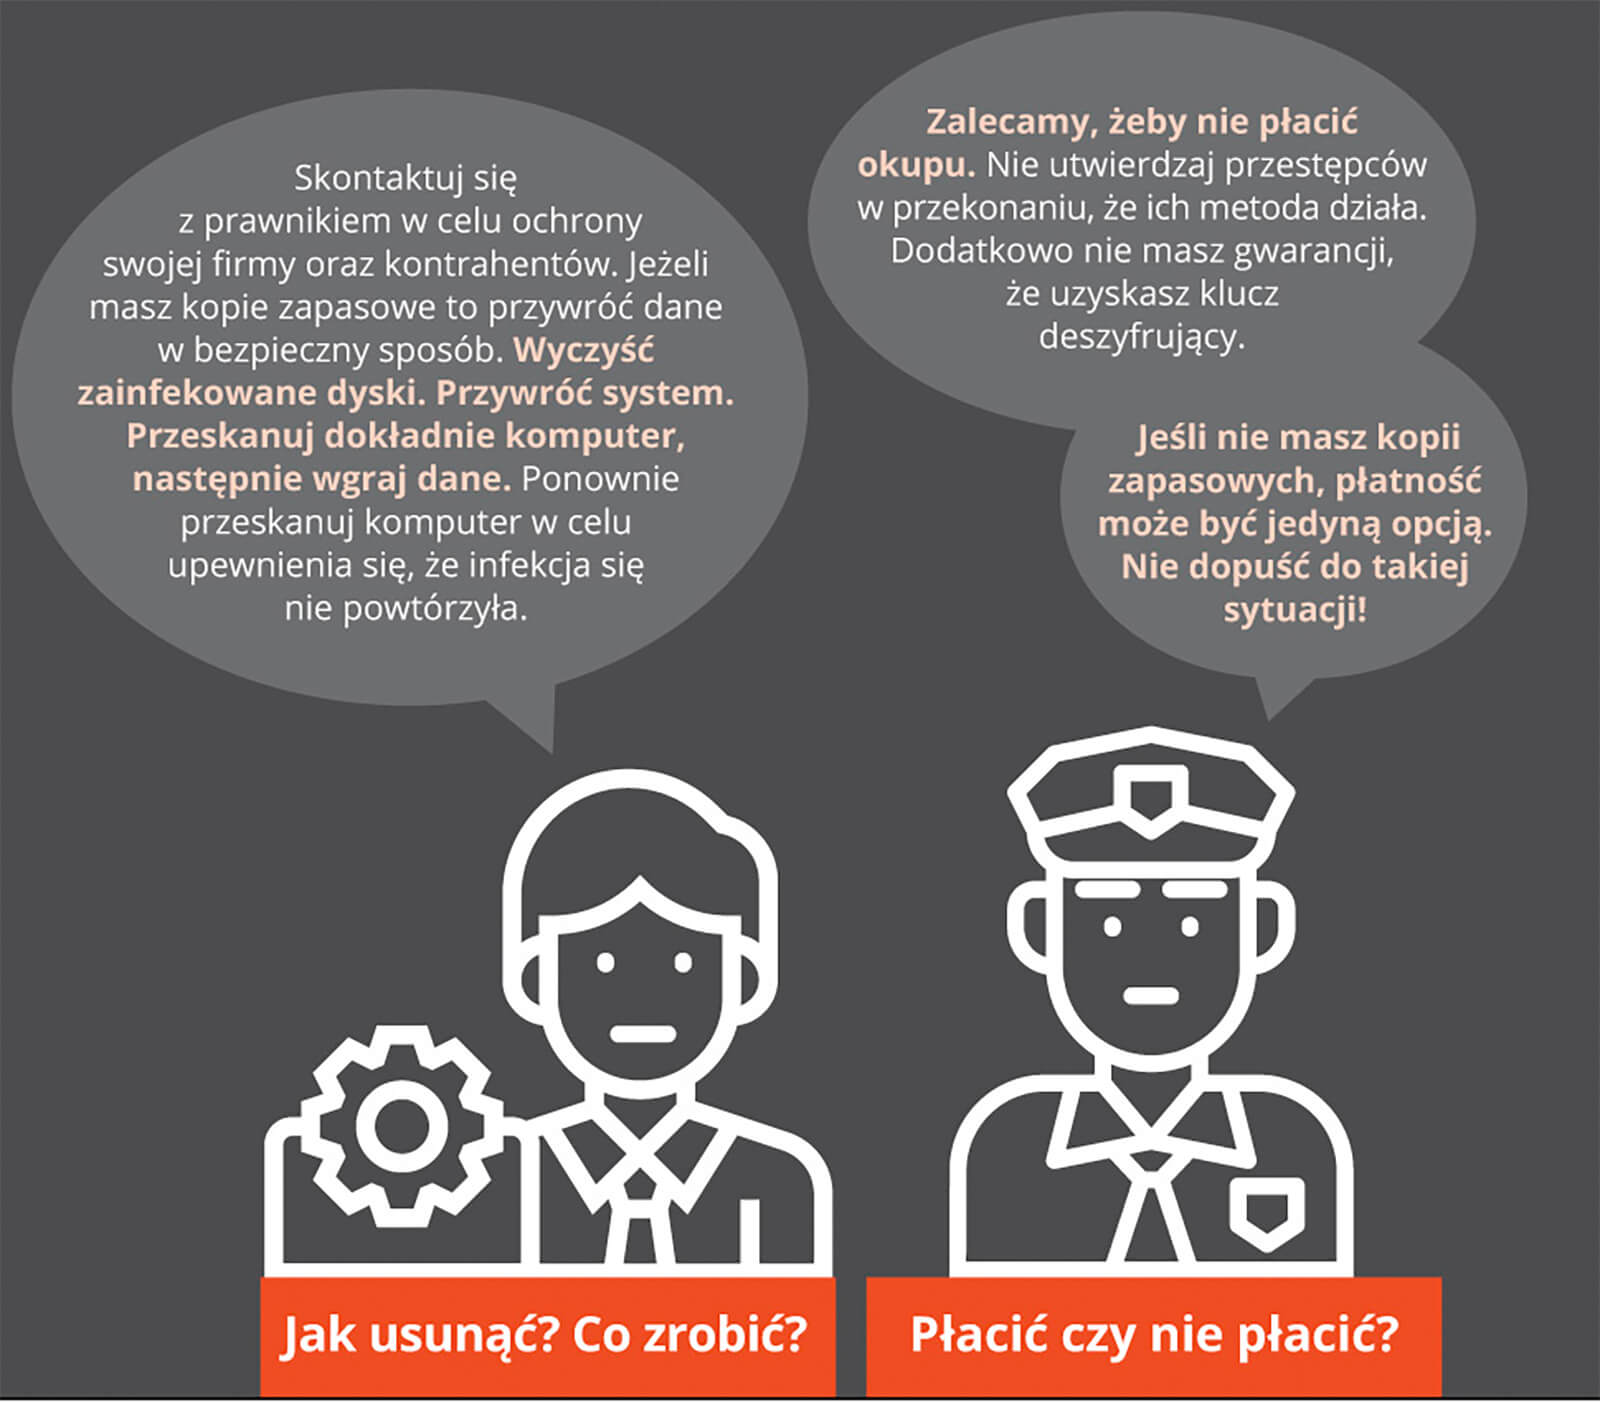 Skontaktuj się
z prawnikiem w celu ochrony
swojej firmy oraz kontrahentów. Jeżeli
masz kopie zapasowe to przywróć dane
w bezpieczny sposób. Wyczyść
zainfekowane dyski. Przywróć system.
Przeskanuj dokładnie komputer,
następnie wgraj dane. Ponownie
przeskanuj komputer w celu
upewnienia się, że infekcja się
nie powtórzyła.
Zalecamy, żeby nie płacić
okupu. Nie utwierdzaj przestępców
w przekonaniu, że ich metoda działa.
Dodatkowo nie masz gwarancji,
że uzyskasz klucz
deszyfrujący.
Jeśli nie masz kopii
zapasowych, płatność
może być jedyną opcją.
Nie dopuść do takiej
sytuacji!
Jak usunąć? Co zrobić?
Płacić czy nie płacić?